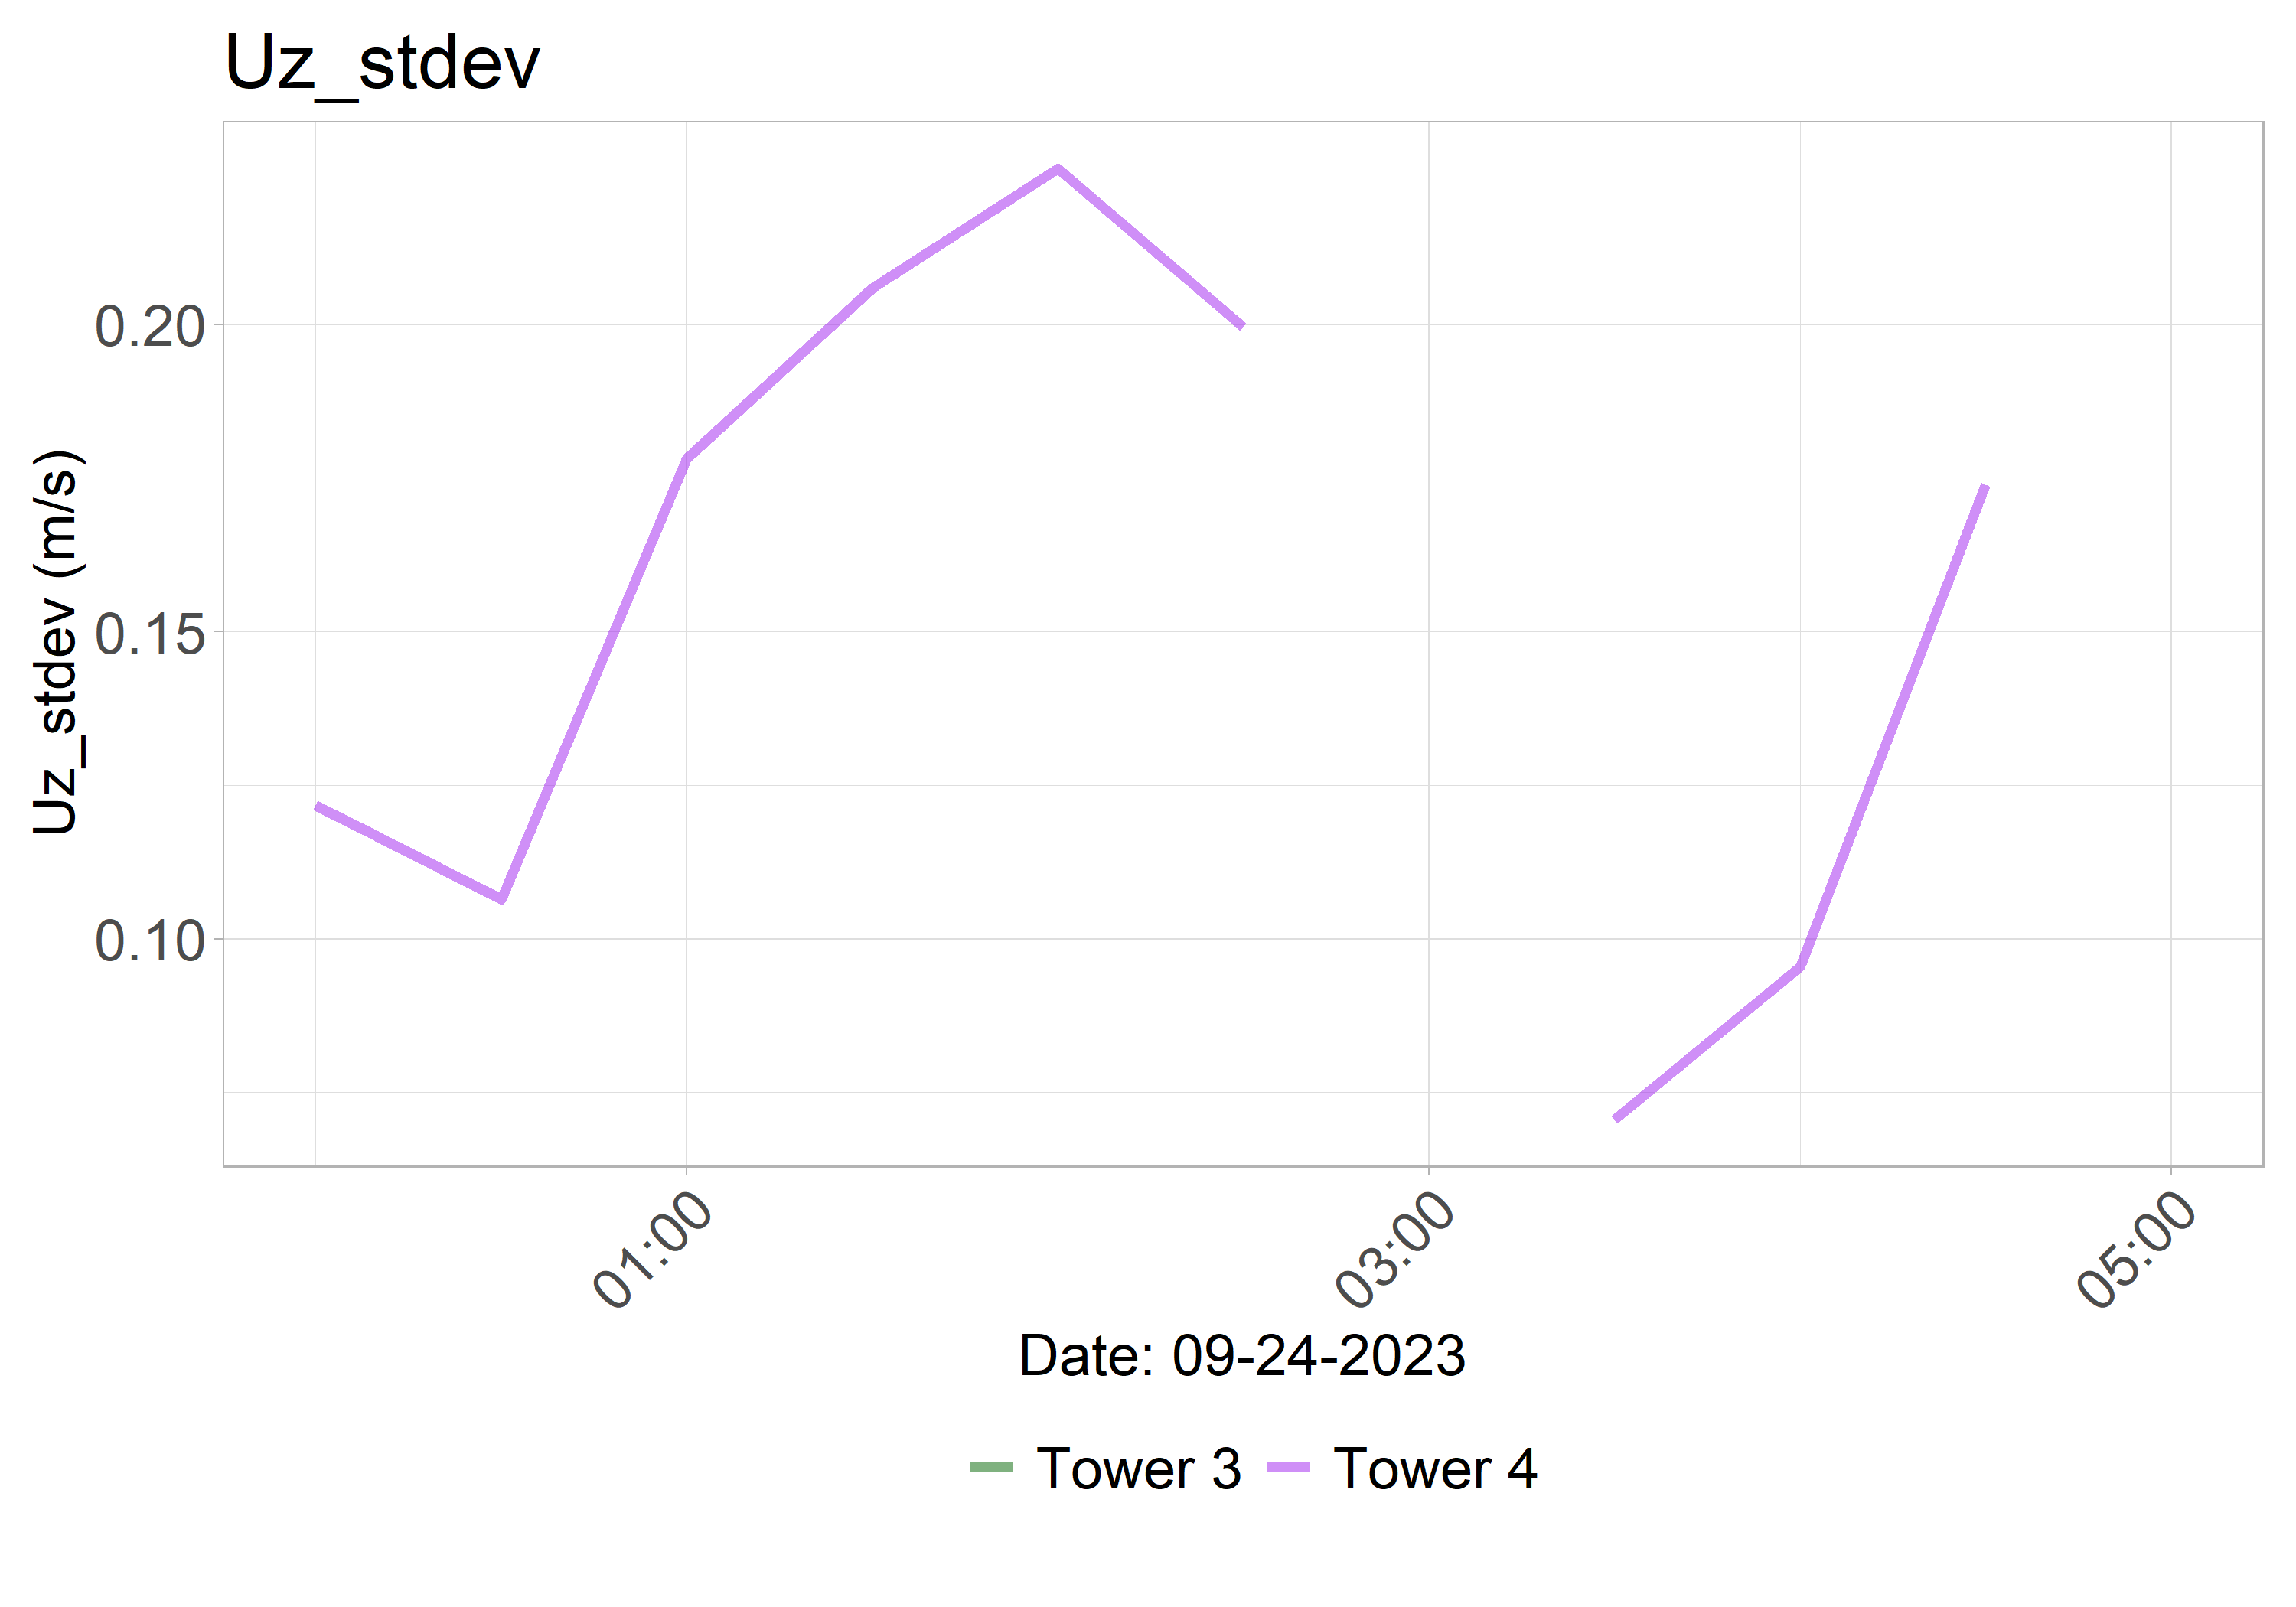 Uz_stdev
Uz_stdev (m/s)
0.20
0.15
0.10
01:00
03:00
05:00
Date: 09-24-2023
Tower 3
Tower 4